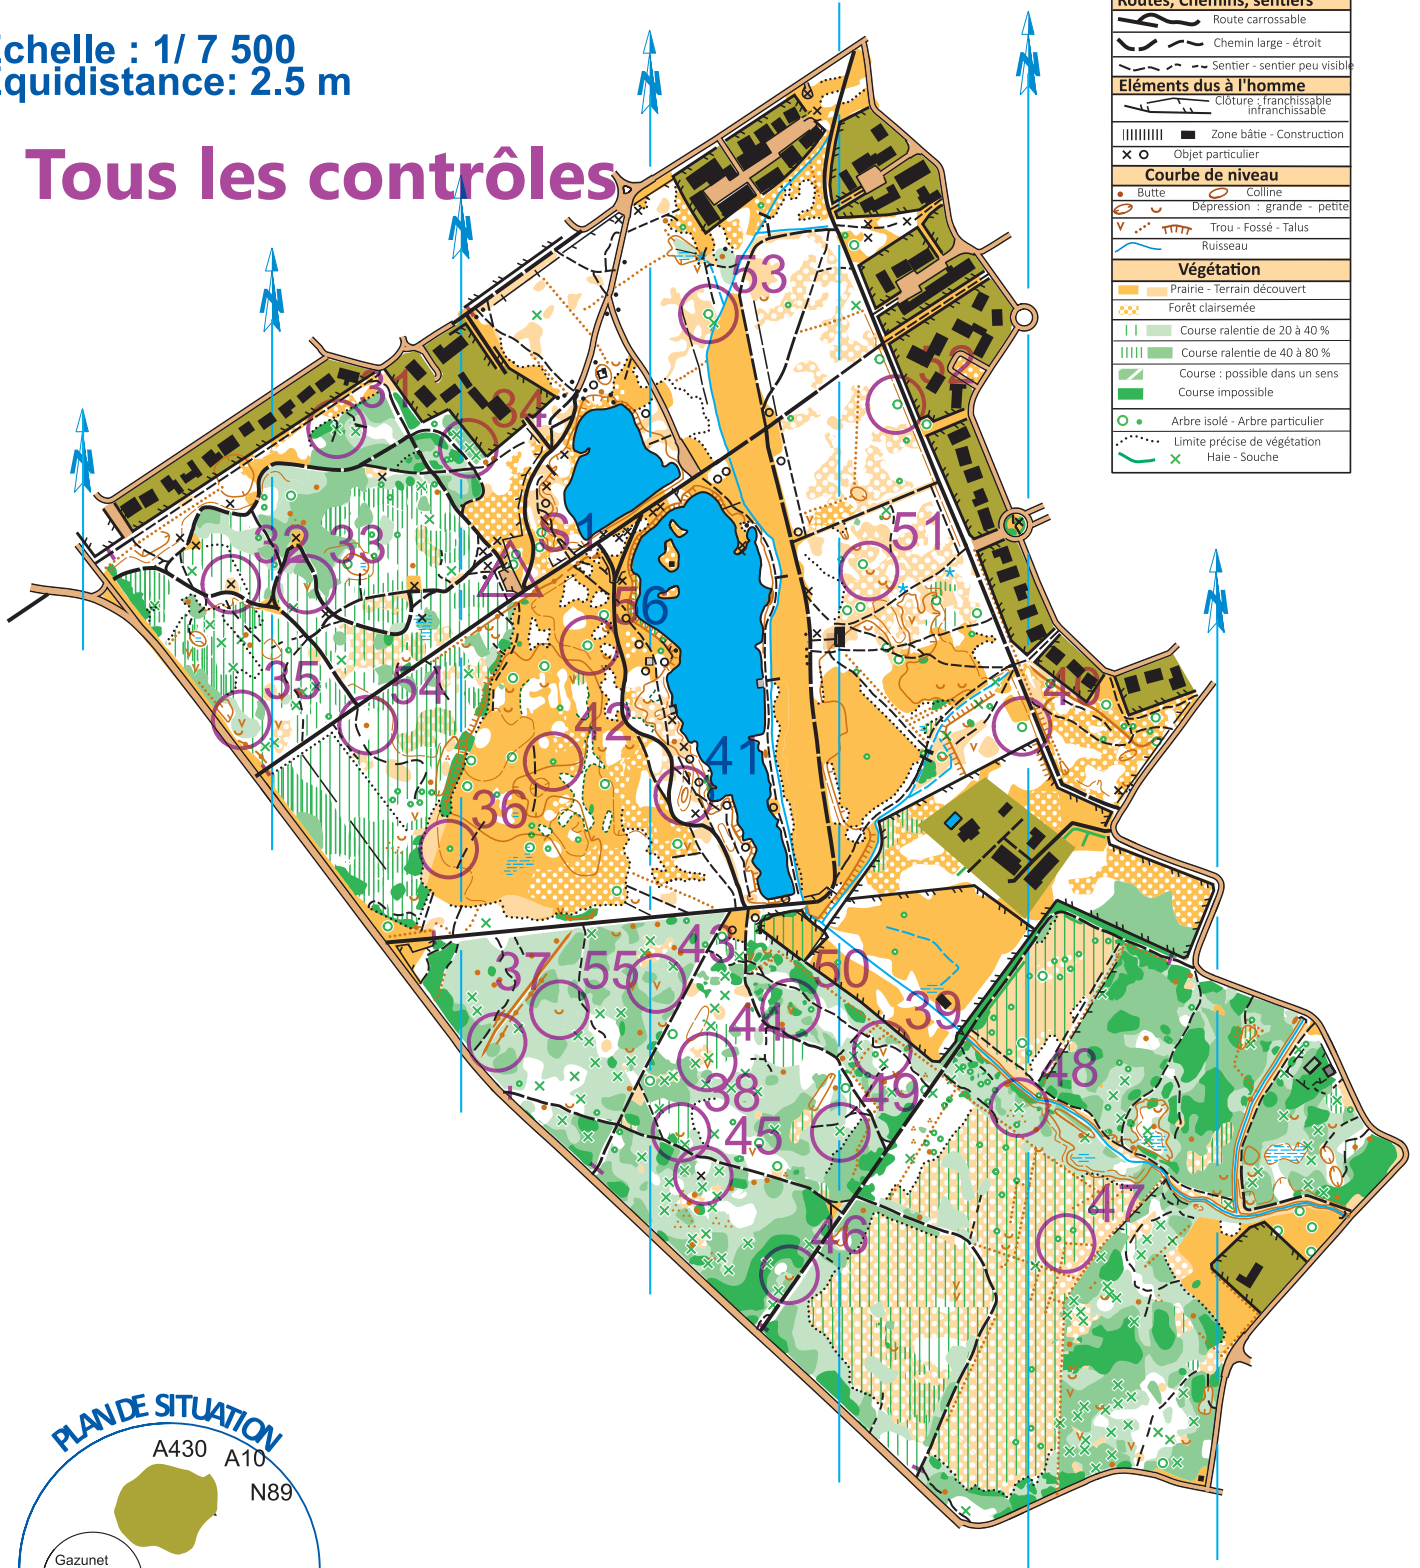 Echelle : 1/ 7 500
Equidistance: 2.5 m
Tous les contrôles
Routes, Chemins, sentiers
Route carrossable
Chemin large - étroit
Sentier - sentier peu visible
Eléments dus à l'homme
Clôture : franchissable
infranchissable
Zone bâtie - Construction
Objet particulier
Courbe de niveau
Butte
Colline
Dépression : grande - petite
Trou - Fossé - Talus
Ruisseau
Végétation
Prairie - Terrain découvert
Forêt clairsemée
Course ralentie de 20 à 40 %
Course ralentie de 40 à 80 %
Course : possible dans un sens
Course impossible
Arbre isolé - Arbre particulier
Limite précise de végétation
Haie - Souche
53
52
31
34
S1
51
32
33
56
35
54
40
42
41
36
43
37
55
50
39
44
48
38
49
45
47
46
PLAN DE SITUATION
A430
A10
N89
Gazunet